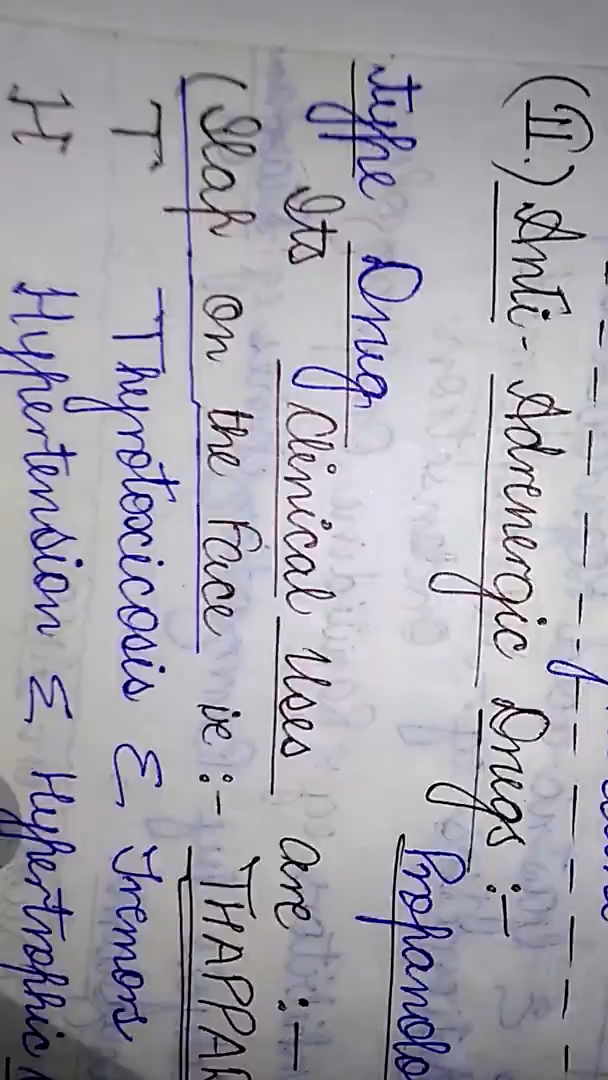 (II.) Anti-Adrenergic Drugs :- Propanolo
type Drug
Its Clinical Uses are :-
(Slap on the Face ie :- THAPPAR
T Thyrotoxicosis & Tremors
H Hypertension & Hypertrophic